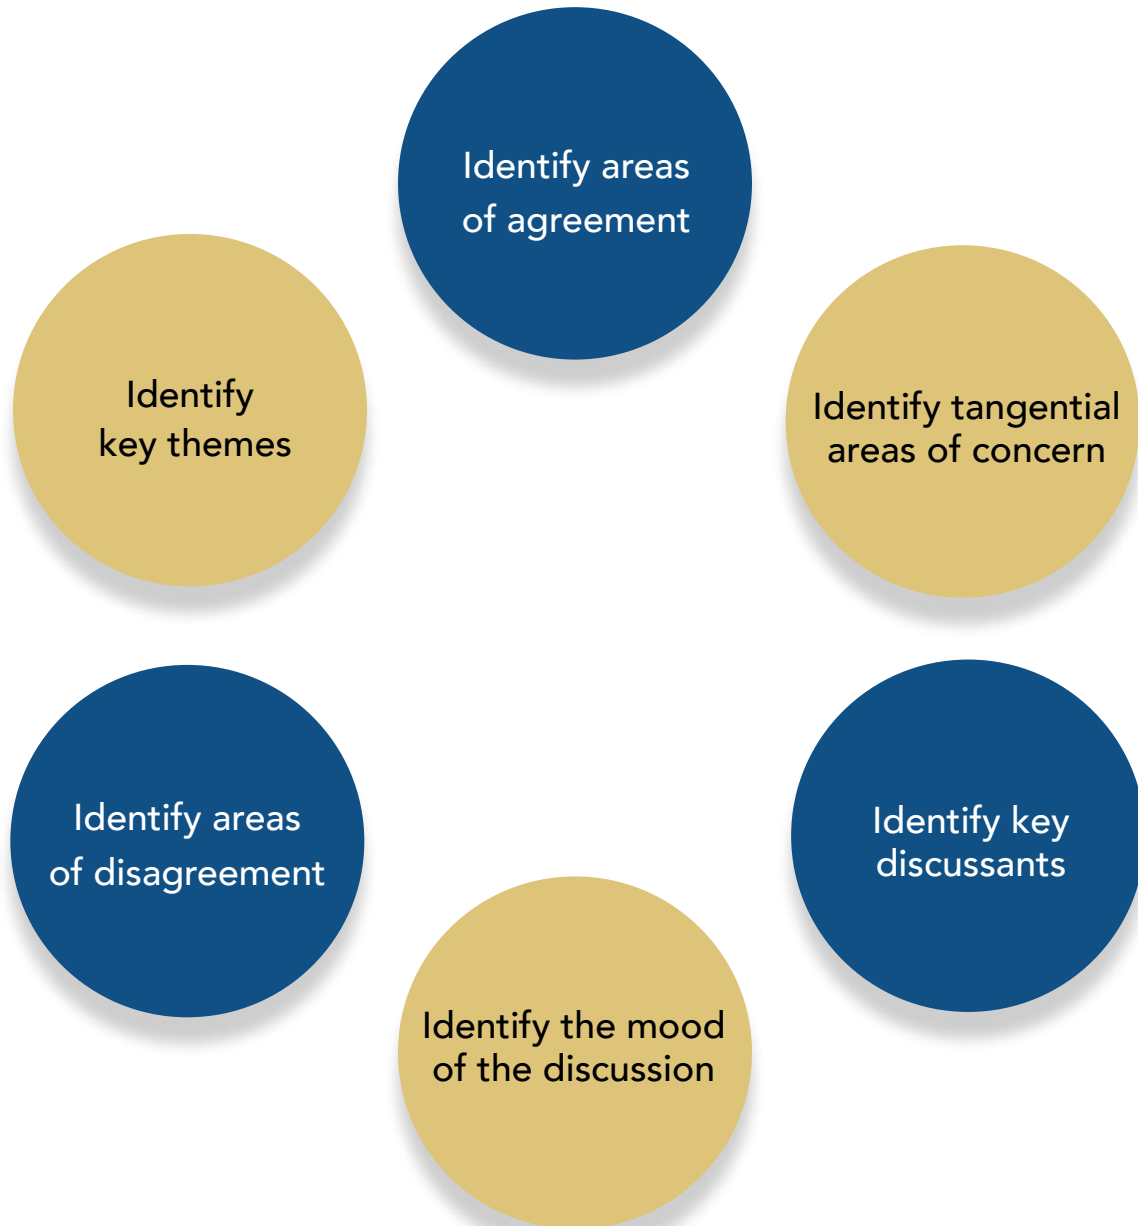 Identify areas
of agreement
Identify
key themes
Identify tangential
areas of concern
Identify areas
of disagreement
Identify key
discussants
Identify the mood
of the discussion